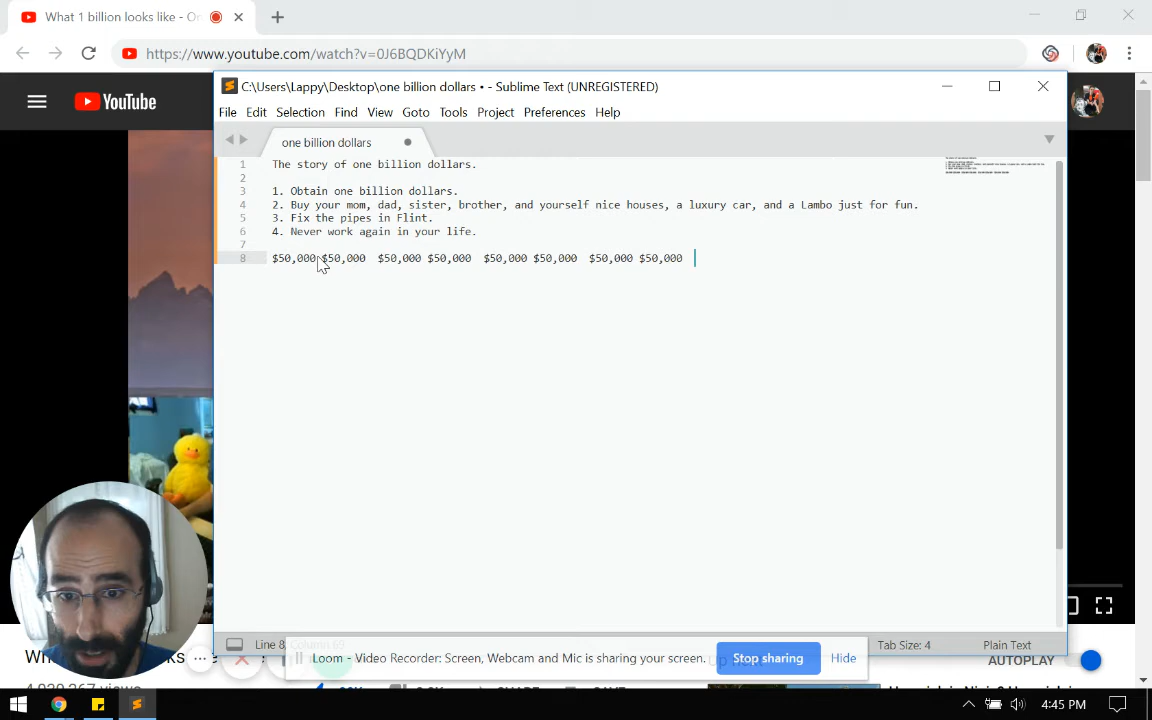 What 1 billion looks like - Or
https://www.youtube.com/watch?v=0J6BQDKiYyM
YouTube
C:\Users\Lappy\Desktop\one billion dollars • - Sublime Text (UNREGISTERED)
File Edit Selection Find View Goto Tools Project Preferences Help
one billion dollars
1 The story of one billion dollars.
2
3 1. Obtain one billion dollars.
4 2. Buy your mom, dad, sister, brother, and yourself nice houses, a luxury car, and a Lambo just for fun.
5 3. Fix the pipes in Flint.
6 4. Never work again in your life.
7
8 $50,000 $50,000 $50,000 $50,000 $50,000 $50,000 $50,000 $50,000
Line 8, Column 69 Tab Size: 4 Plain Text
Loom - Video Recorder: Screen, Webcam and Mic is sharing your screen. Stop sharing Hide
AUTOPLAY
4:45 PM